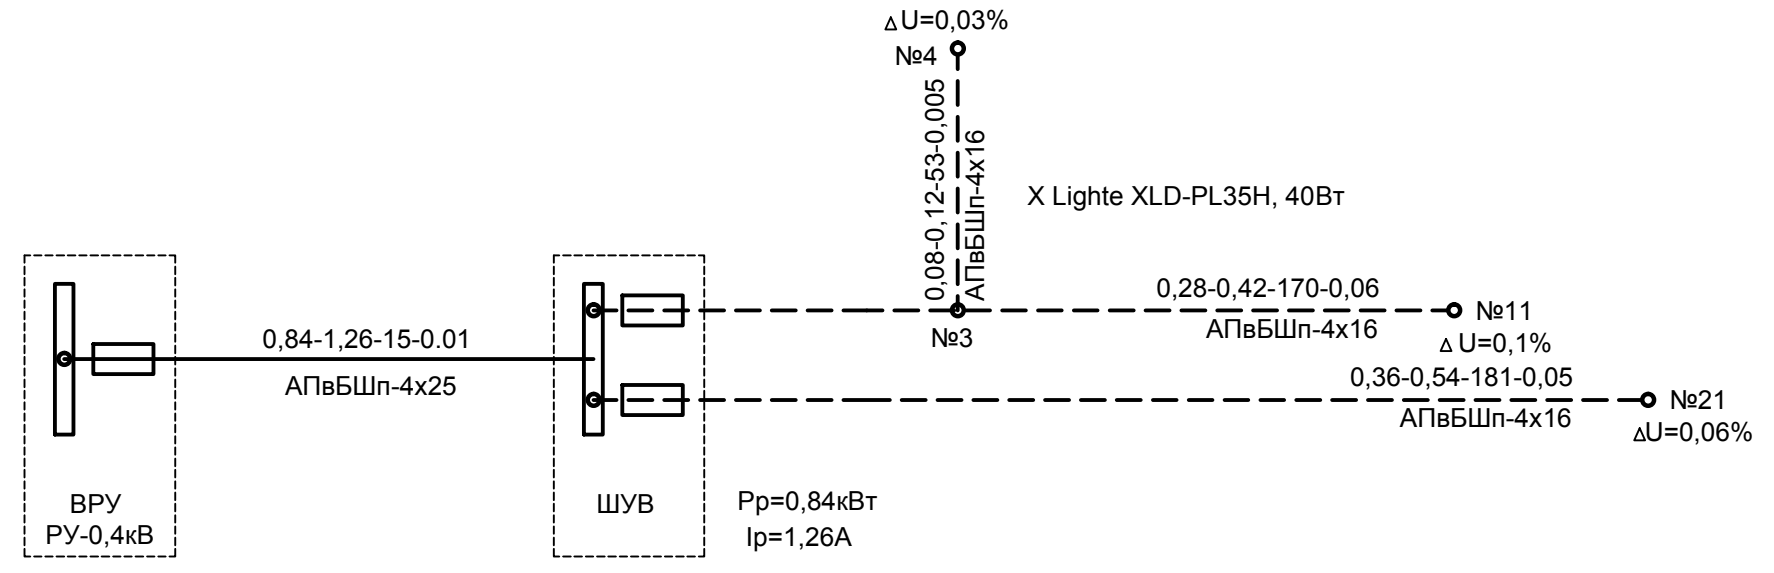 ΔU=0,03%
№4
0,08-0,12-53-0,005
АПвБШп-4х16
X Lighte XLD-PL35H, 40Вт
0,28-0,42-170-0,06
АПвБШп-4х16
№3
№11
ΔU=0,1%
0,84-1,26-15-0.01
АПвБШп-4х25
0,36-0,54-181-0,05
АПвБШп-4х16
№21
ΔU=0,06%
ВРУ
РУ-0,4кВ
ШУВ
Рр=0,84кВт
Iр=1,26А